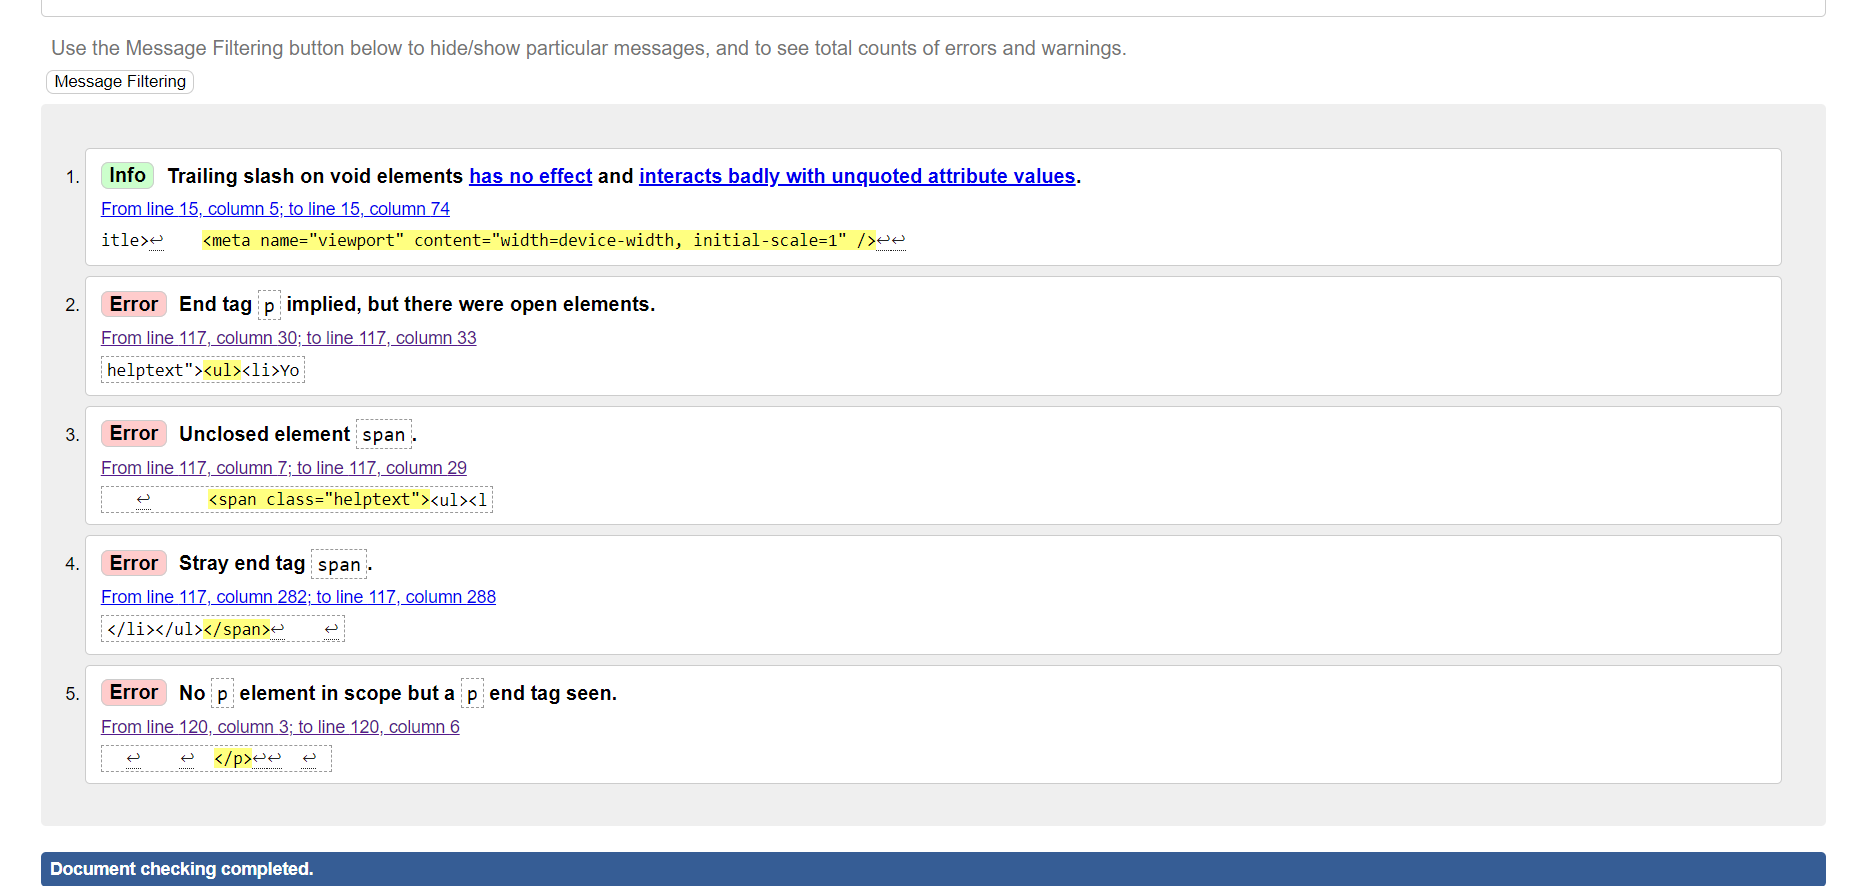 Use the Message Filtering button below to hide/show particular messages, and to see total counts of errors and warnings.
Message Filtering
1. Info Trailing slash on void elements has no effect and interacts badly with unquoted attribute values.
From line 15, column 5; to line 15, column 74
itle>↩    <meta name="viewport" content="width=device-width, initial-scale=1" />↩↩
2. Error End tag p implied, but there were open elements.
From line 117, column 30; to line 117, column 33
helptext"><ul><li>Yo
3. Error Unclosed element span.
From line 117, column 7; to line 117, column 29
↩      <span class="helptext"><ul><l
4. Error Stray end tag span.
From line 117, column 282; to line 117, column 288
</li></ul></span>↩    ↩
5. Error No p element in scope but a p end tag seen.
From line 120, column 3; to line 120, column 6
↩    ↩  </p>↩↩  ↩
Document checking completed.